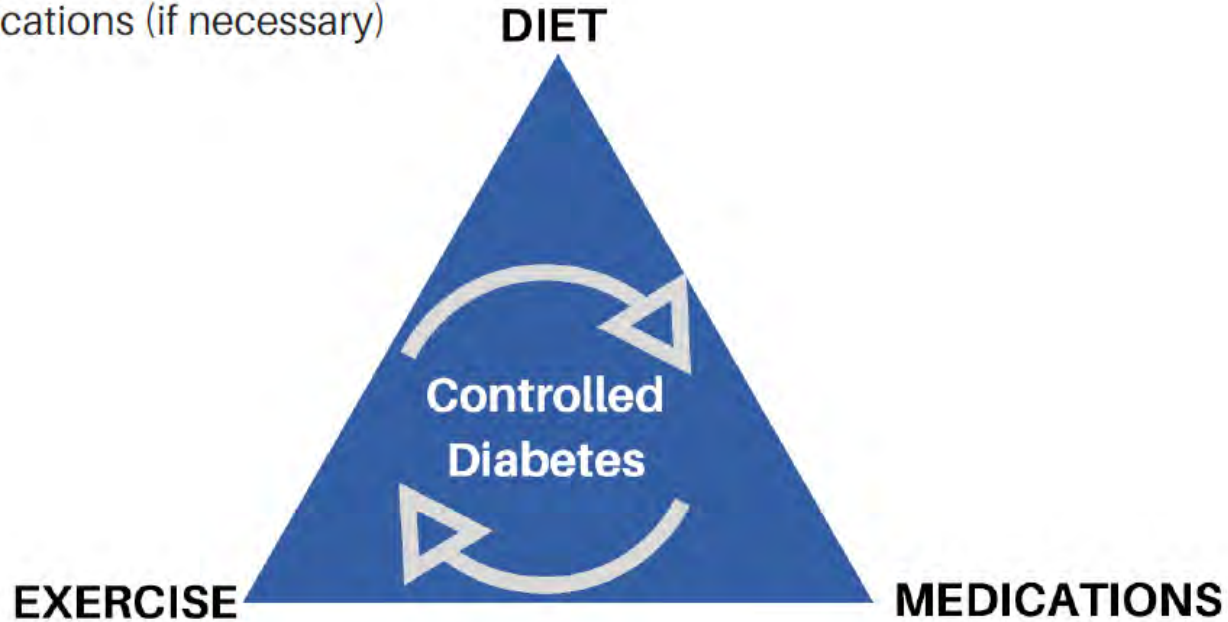 cations (if necessary)
DIET
Controlled
Diabetes
EXERCISE
MEDICATIONS